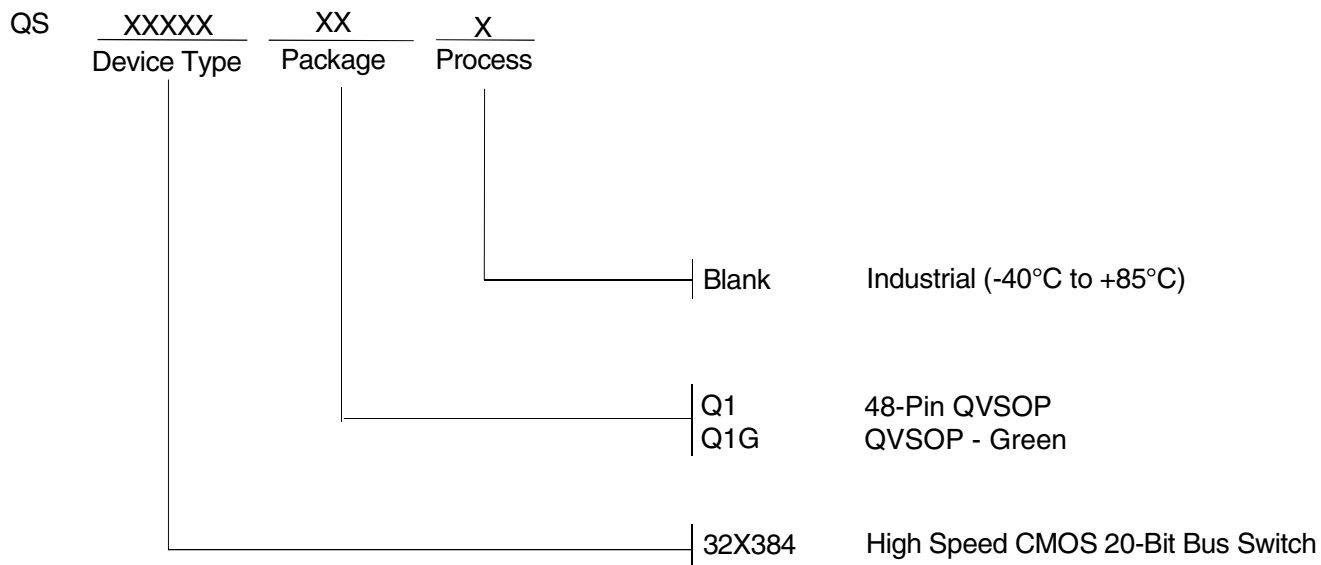 QS XXXXX XX X
Device Type Package Process
Blank Industrial (-40°C to +85°C)
Q1 48-Pin QVSOP
Q1G QVSOP - Green
32X384 High Speed CMOS 20-Bit Bus Switch